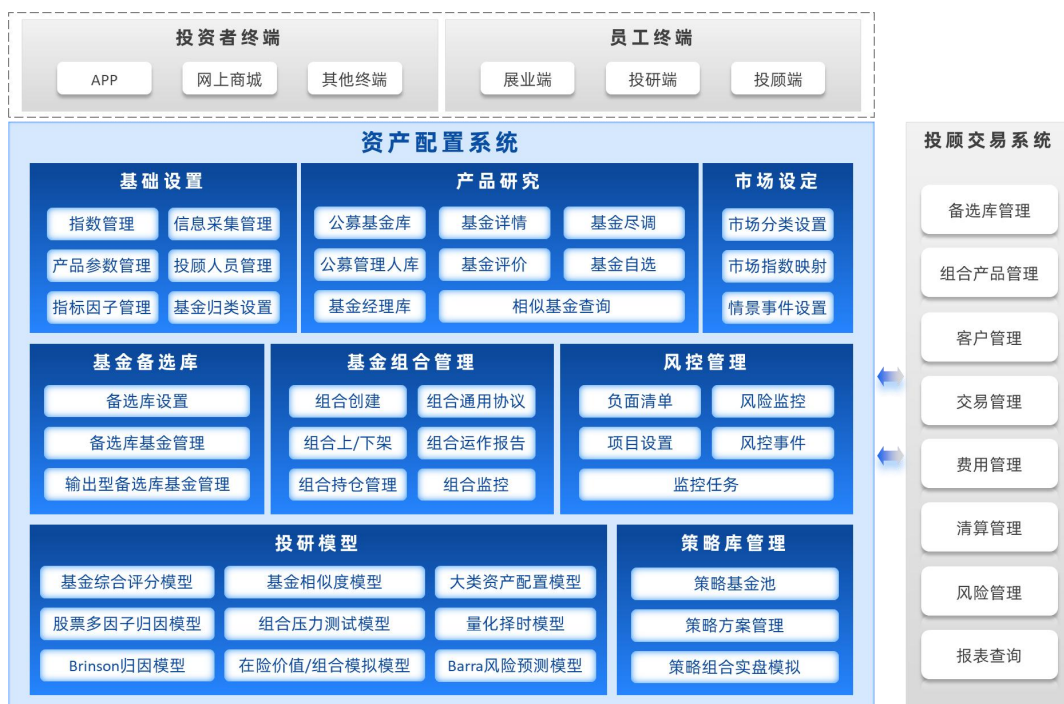 投资者终端
APP 网上商城 其他终端
员工终端
展业端 投研端 投顾端
资产配置系统
基础设置
指数管理 信息采集管理
产品参数管理 投顾人员管理
指标因子管理 基金归类设置
产品研究
公募基金库 基金详情 基金尽调
公募管理人库 基金评价 基金自选
基金经理库 相似基金查询
市场设定
市场分类设置
市场指数映射
情景事件设置
基金备选库
备选库设置
备选库基金管理
输出型备选库基金管理
基金组合管理
组合创建 组合通用协议
组合上/下架 组合运作报告
组合持仓管理 组合监控
风控管理
负面清单 风险监控
项目设置 风控事件
监控任务
投研模型
基金综合评分模型 基金相似度模型 大类资产配置模型
股票多因子归因模型 组合压力测试模型 量化择时模型
Brinson归因模型 在险价值/组合模拟模型 Barra风险预测模型
策略库管理
策略基金池
策略方案管理
策略组合实盘模拟
投顾交易系统
备选库管理
组合产品管理
客户管理
交易管理
费用管理
清算管理
风险管理
报表查询